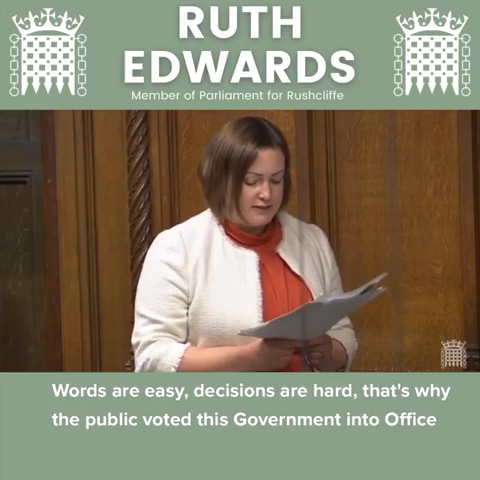 RUTH
EDWARDS
Member of Parliament for Rushcliffe
Words are easy, decisions are hard, that's why
the public voted this Government into Office